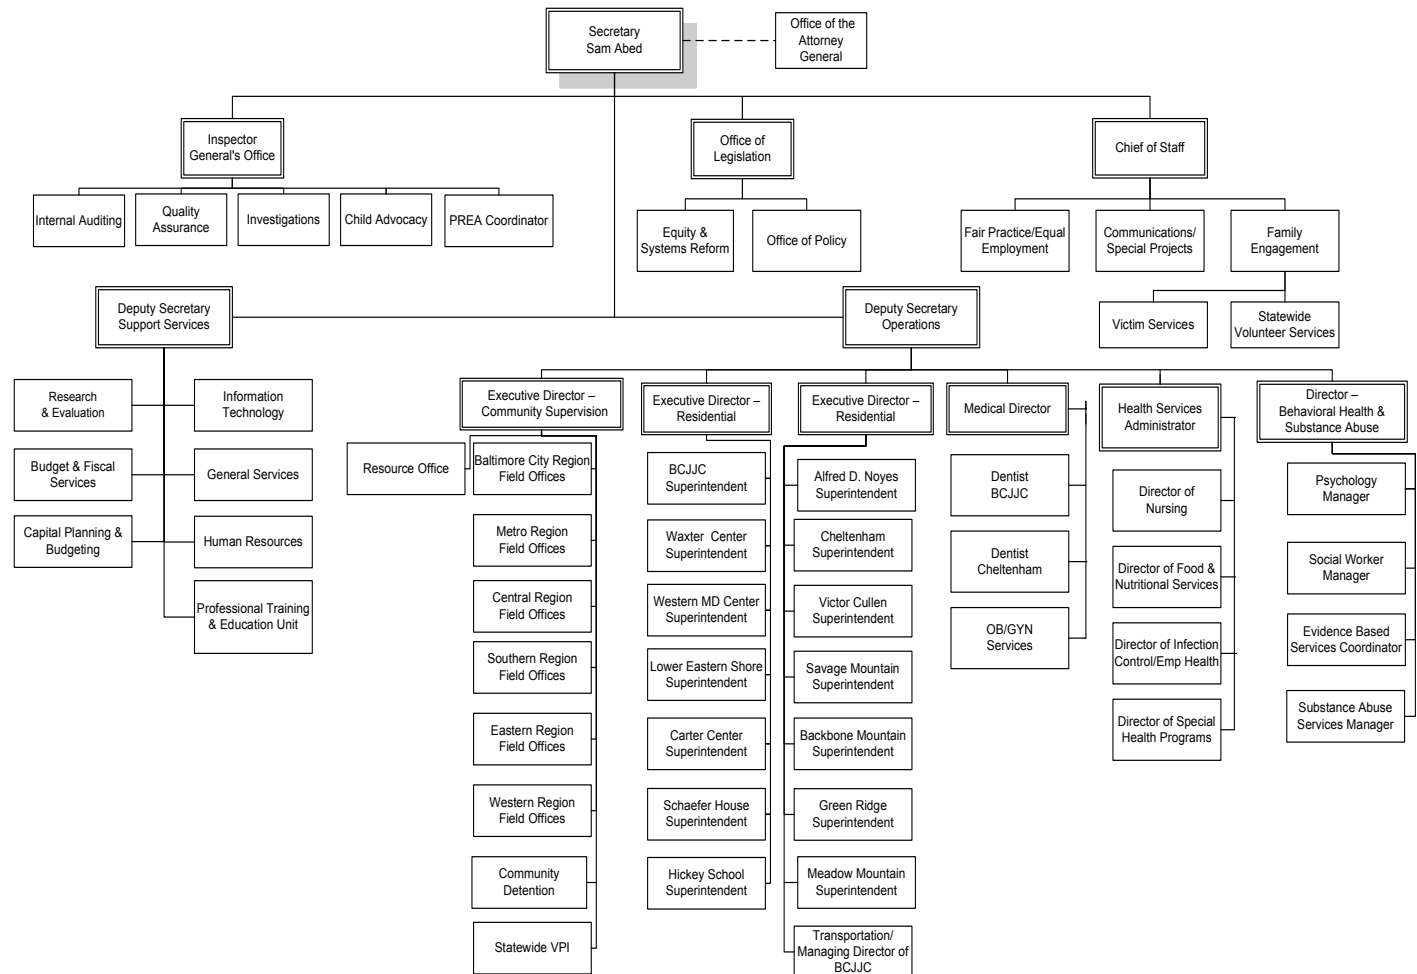 Secretary
Sam Abed
Office of the
Attorney
General
Inspector
General's Office
Office of
Legislation
Chief of Staff
Internal Auditing
Quality
Assurance
Investigations
Child Advocacy
PREA Coordinator
Equity &
Systems Reform
Office of Policy
Fair Practice/Equal
Employment
Communications/
Special Projects
Family
Engagement
Victim Services
Statewide
Volunteer Services
Deputy Secretary
Support Services
Deputy Secretary
Operations
Research
& Evaluation
Information
Technology
Budget & Fiscal
Services
General Services
Capital Planning &
Budgeting
Human Resources
Professional Training
& Education Unit
Executive Director –
Community Supervision
Executive Director –
Residential
Executive Director –
Residential
Medical Director
Health Services
Administrator
Director –
Behavioral Health &
Substance Abuse
Resource Office
Baltimore City Region
Field Offices
Metro Region
Field Offices
Central Region
Field Offices
Southern Region
Field Offices
Eastern Region
Field Offices
Western Region
Field Offices
Community
Detention
Statewide VPI
BCJJC
Superintendent
Waxter Center
Superintendent
Western MD Center
Superintendent
Lower Eastern Shore
Superintendent
Carter Center
Superintendent
Schaefer House
Superintendent
Hickey School
Superintendent
Alfred D. Noyes
Superintendent
Cheltenham
Superintendent
Victor Cullen
Superintendent
Savage Mountain
Superintendent
Backbone Mountain
Superintendent
Green Ridge
Superintendent
Meadow Mountain
Superintendent
Transportation/
Managing Director of
BCJJC
Dentist
BCJJC
Dentist
Cheltenham
OB/GYN
Services
Director of
Nursing
Director of Food &
Nutritional Services
Director of Infection
Control/Emp Health
Director of Special
Health Programs
Psychology
Manager
Social Worker
Manager
Evidence Based
Services Coordinator
Substance Abuse
Services Manager